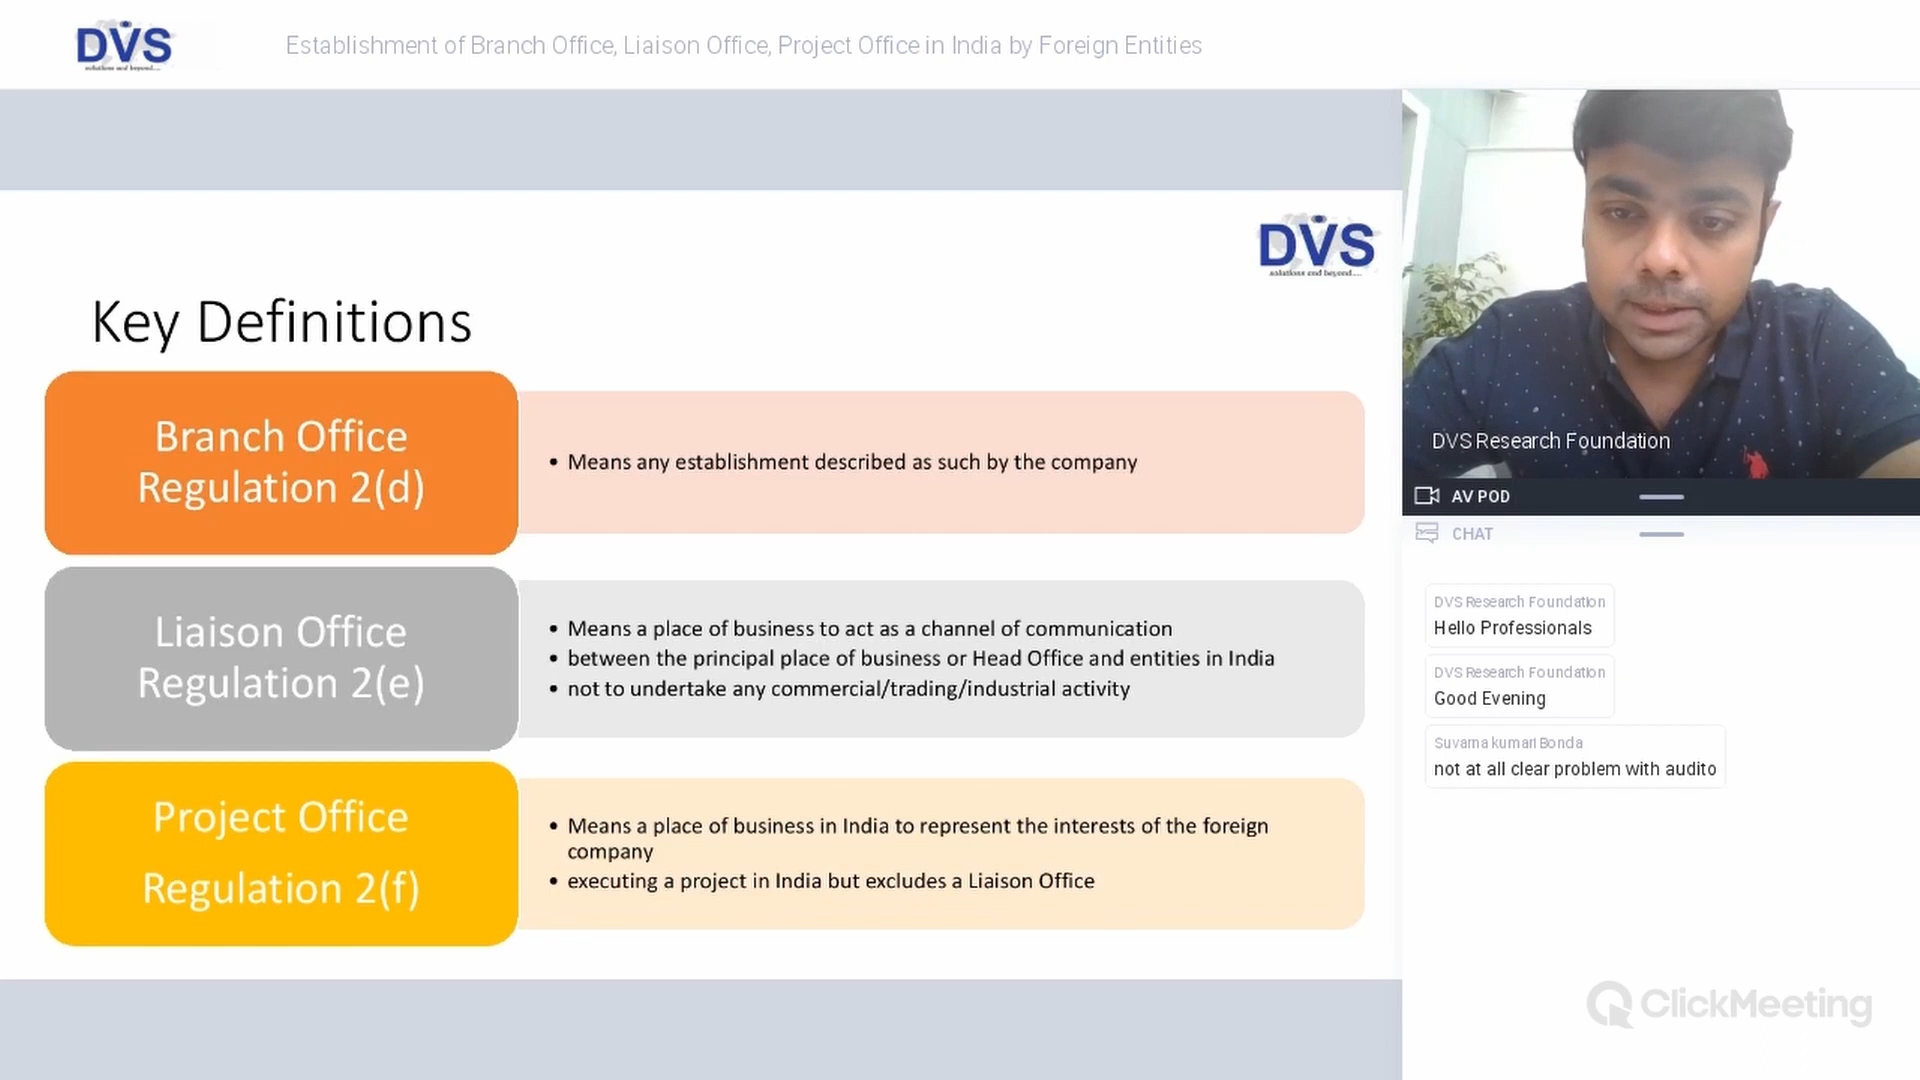 DVS
solutions and beyond....
Establishment of Branch Office, Liaison Office, Project Office in India by Foreign Entities
DVS
solutions and beyond....
Key Definitions
Branch Office
Regulation 2(d)
• Means any establishment described as such by the company
Liaison Office
Regulation 2(e)
• Means a place of business to act as a channel of communication
• between the principal place of business or Head Office and entities in India
• not to undertake any commercial/trading/industrial activity
Project Office
Regulation 2(f)
• Means a place of business in India to represent the interests of the foreign
company
• executing a project in India but excludes a Liaison Office
DVS Research Foundation
AV POD
CHAT
DVS Research Foundation
Hello Professionals
DVS Research Foundation
Good Evening
Suvarna kumari Bonda
not at all clear problem with audito
ClickMeeting